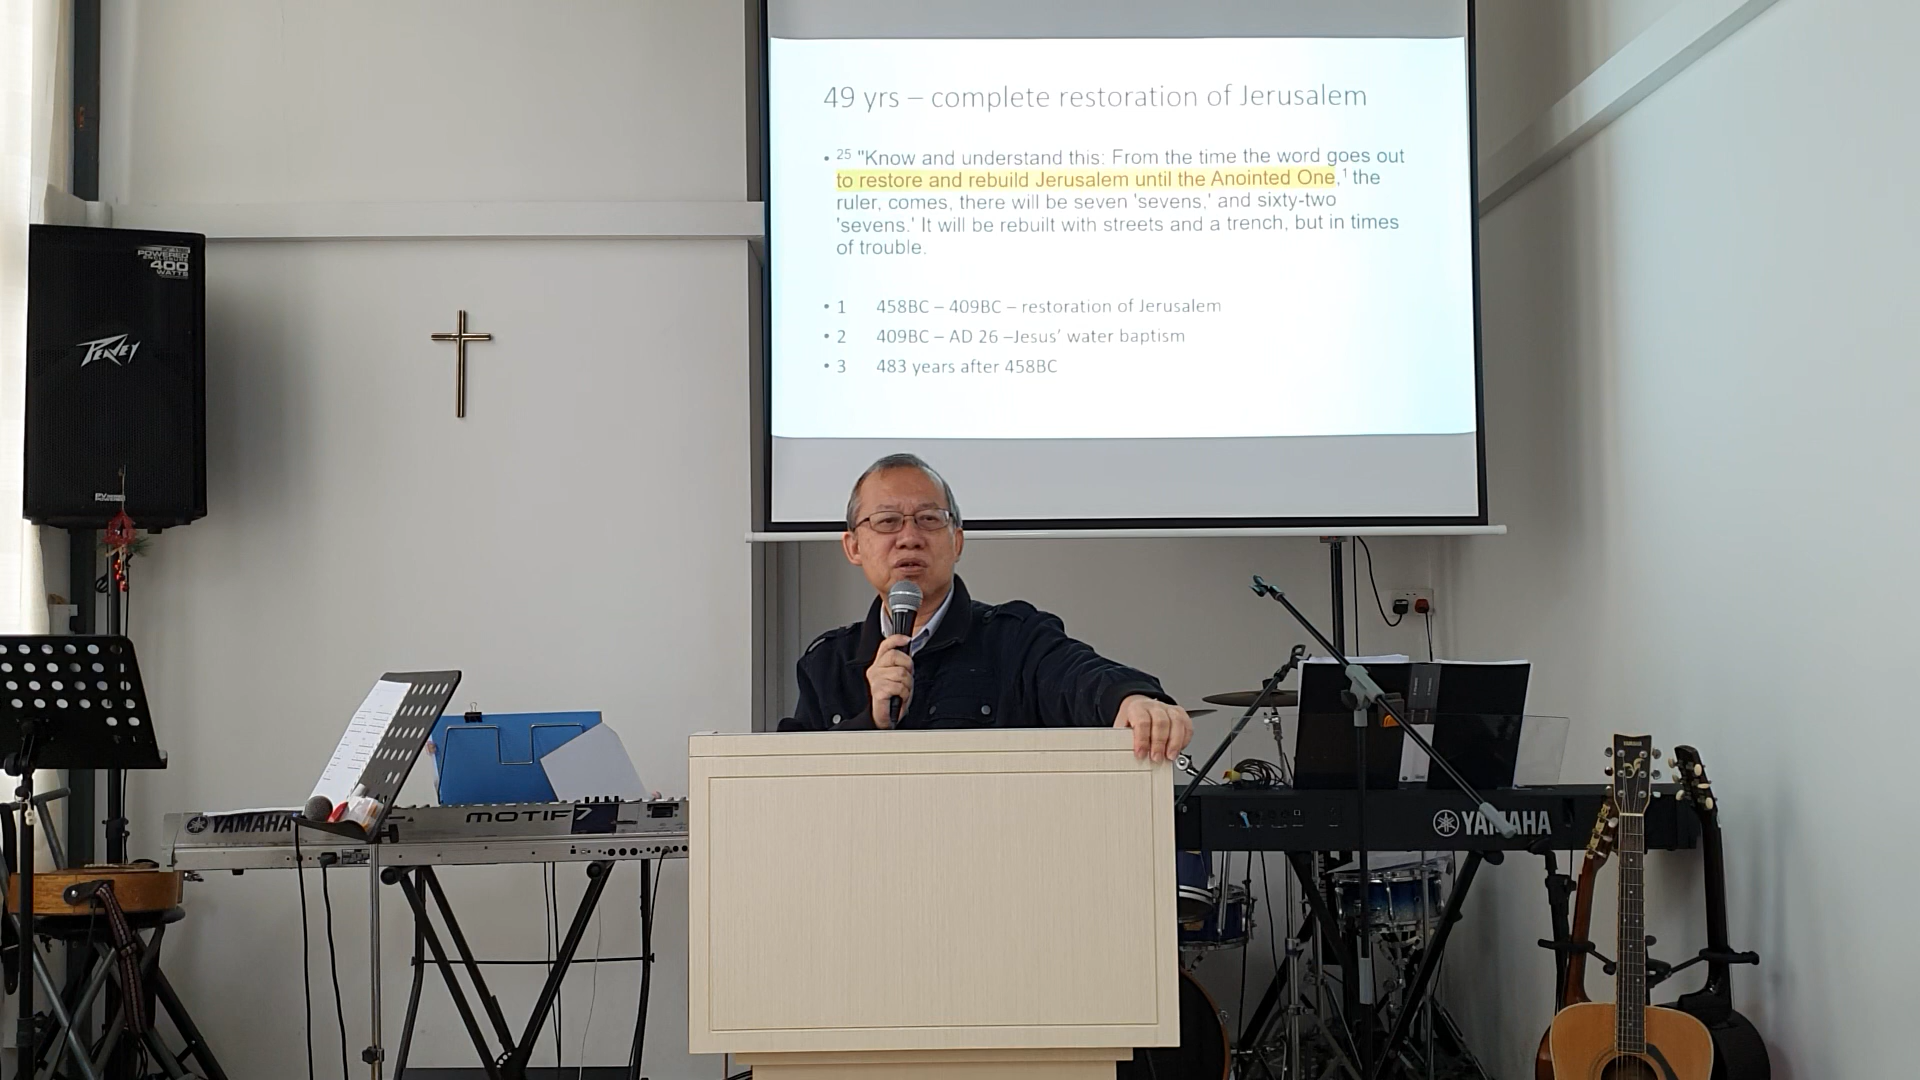 49 yrs – complete restoration of Jerusalem
• 25 "Know and understand this: From the time the word goes out
to restore and rebuild Jerusalem until the Anointed One,1 the
ruler, comes, there will be seven 'sevens,' and sixty-two
'sevens.' It will be rebuilt with streets and a trench, but in times
of trouble.
• 1 458BC – 409BC – restoration of Jerusalem
• 2 409BC – AD 26 –Jesus’ water baptism
• 3 483 years after 458BC
POWERED
400
WATTS
PEAVEY
YAMAHA
MOTIF 7
YAMAHA
YAMAHA